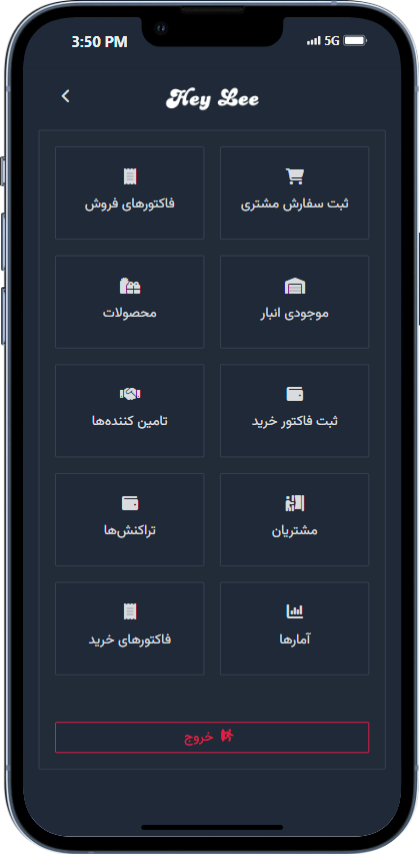 3:50 PM
5G
Hey Lee
ثبت سفارش مشتری
فاکتورهای فروش
موجودی انبار
محصولات
ثبت فاکتور خرید
تامین کننده‌ها
مشتریان
تراکنش‌ها
آمارها
فاکتورهای خرید
خروج